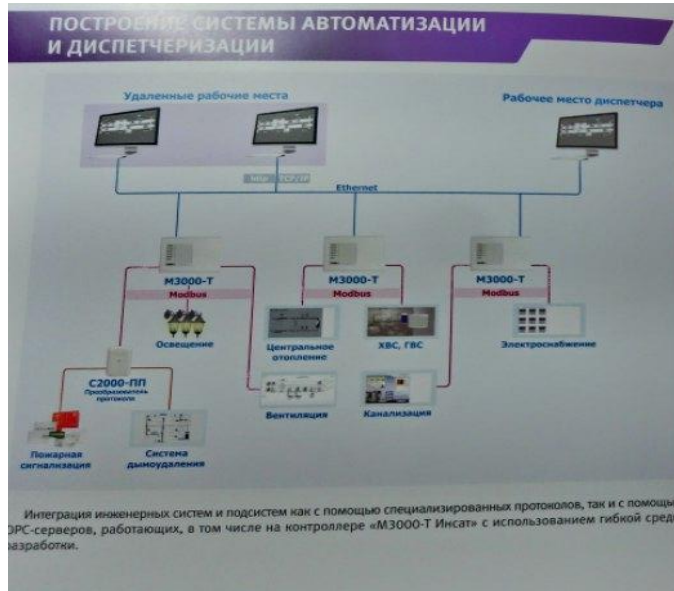 ПОСТРОЕНИЕ СИСТЕМЫ АВТОМАТИЗАЦИИ
И ДИСПЕТЧЕРИЗАЦИИ
Удаленные рабочие места
Рабочее место диспетчера
http TCP/IP
Ethernet
М3000-Т
М3000-Т
М3000-Т
Modbus
Modbus
Modbus
Освещение
Центральное
отопление
ХВС, ГВС
Электроснабжение
С2000-ПП
Преобразователь
протокола
Вентиляция
Канализация
Пожарная
сигнализация
Система
дымоудаления
Интеграция инженерных систем и подсистем как с помощью специализированных протоколов, так и с помощью
ОРС-серверов, работающих, в том числе на контроллере «М3000-Т Инсат» с использованием гибкой сред
разработки.